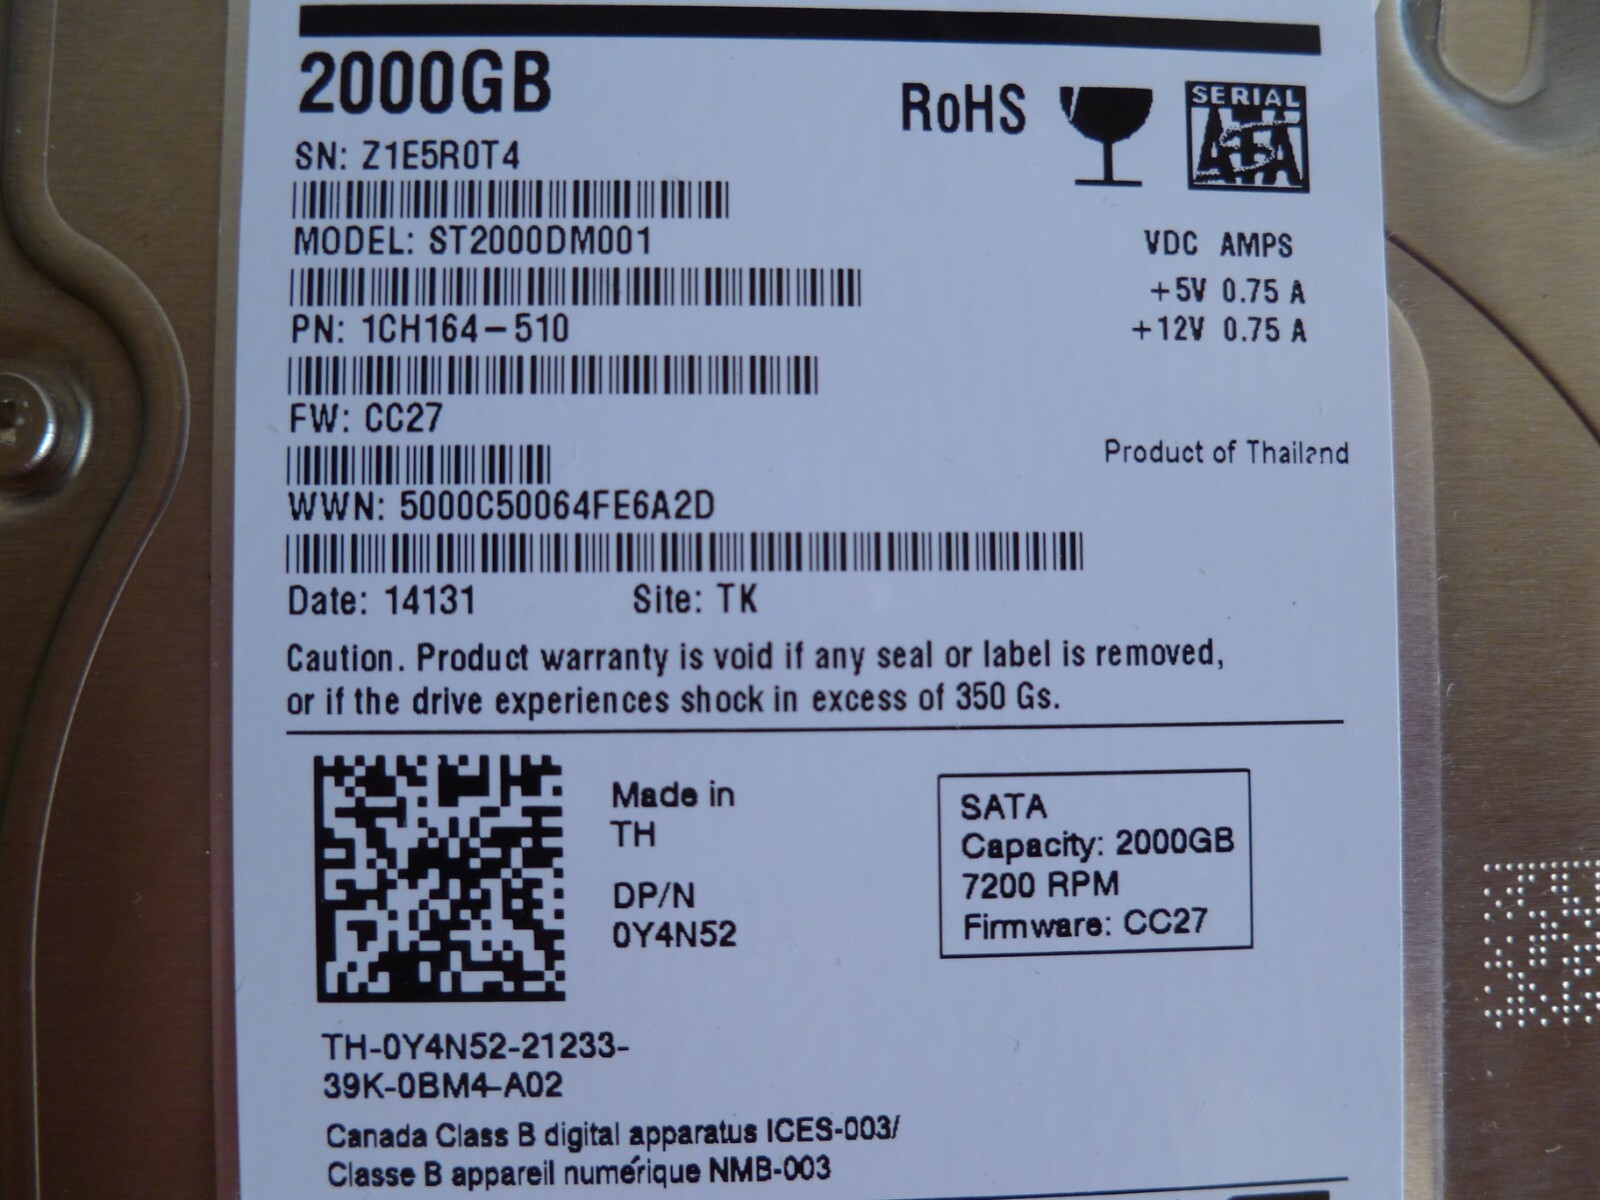 2000GB
RoHS
SERIAL
ATA
SN: Z1E5R0T4
MODEL: ST2000DM001
VDC AMPS
+5V 0.75 A
+12V 0.75 A
PN: 1CH164-510
FW: CC27
Product of Thailand
WWN: 5000C50064FE6A2D
Date: 14131 Site: TK
Caution. Product warranty is void if any seal or label is removed,
or if the drive experiences shock in excess of 350 Gs.
Made in
TH
DP/N
0Y4N52
SATA
Capacity: 2000GB
7200 RPM
Firmware: CC27
TH-0Y4N52-21233-
39K-0BM4-A02
Canada Class B digital apparatus ICES-003/
Classe B appareil numérique NMB-003